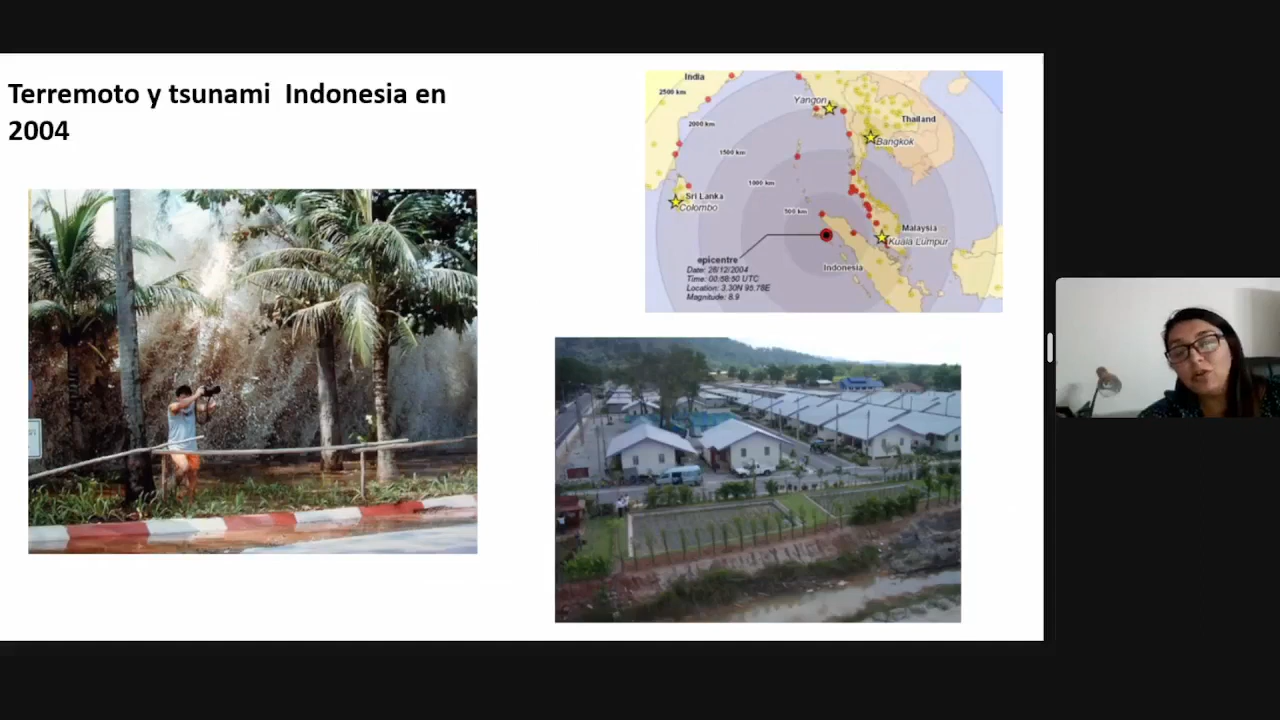 Terremoto y tsunami Indonesia en
2004
India
2500 km
Yangon
2000 km
Thailand
Bangkok
1500 km
1000 km
Sri Lanka
Colombo
500 km
Malaysia
Kuala Lumpur
epicentre
Indonesia
Date: 26/12/2004
Time: 00:58:50 UTC
Location: 3.30N 95.78E
Magnitude: 8.9